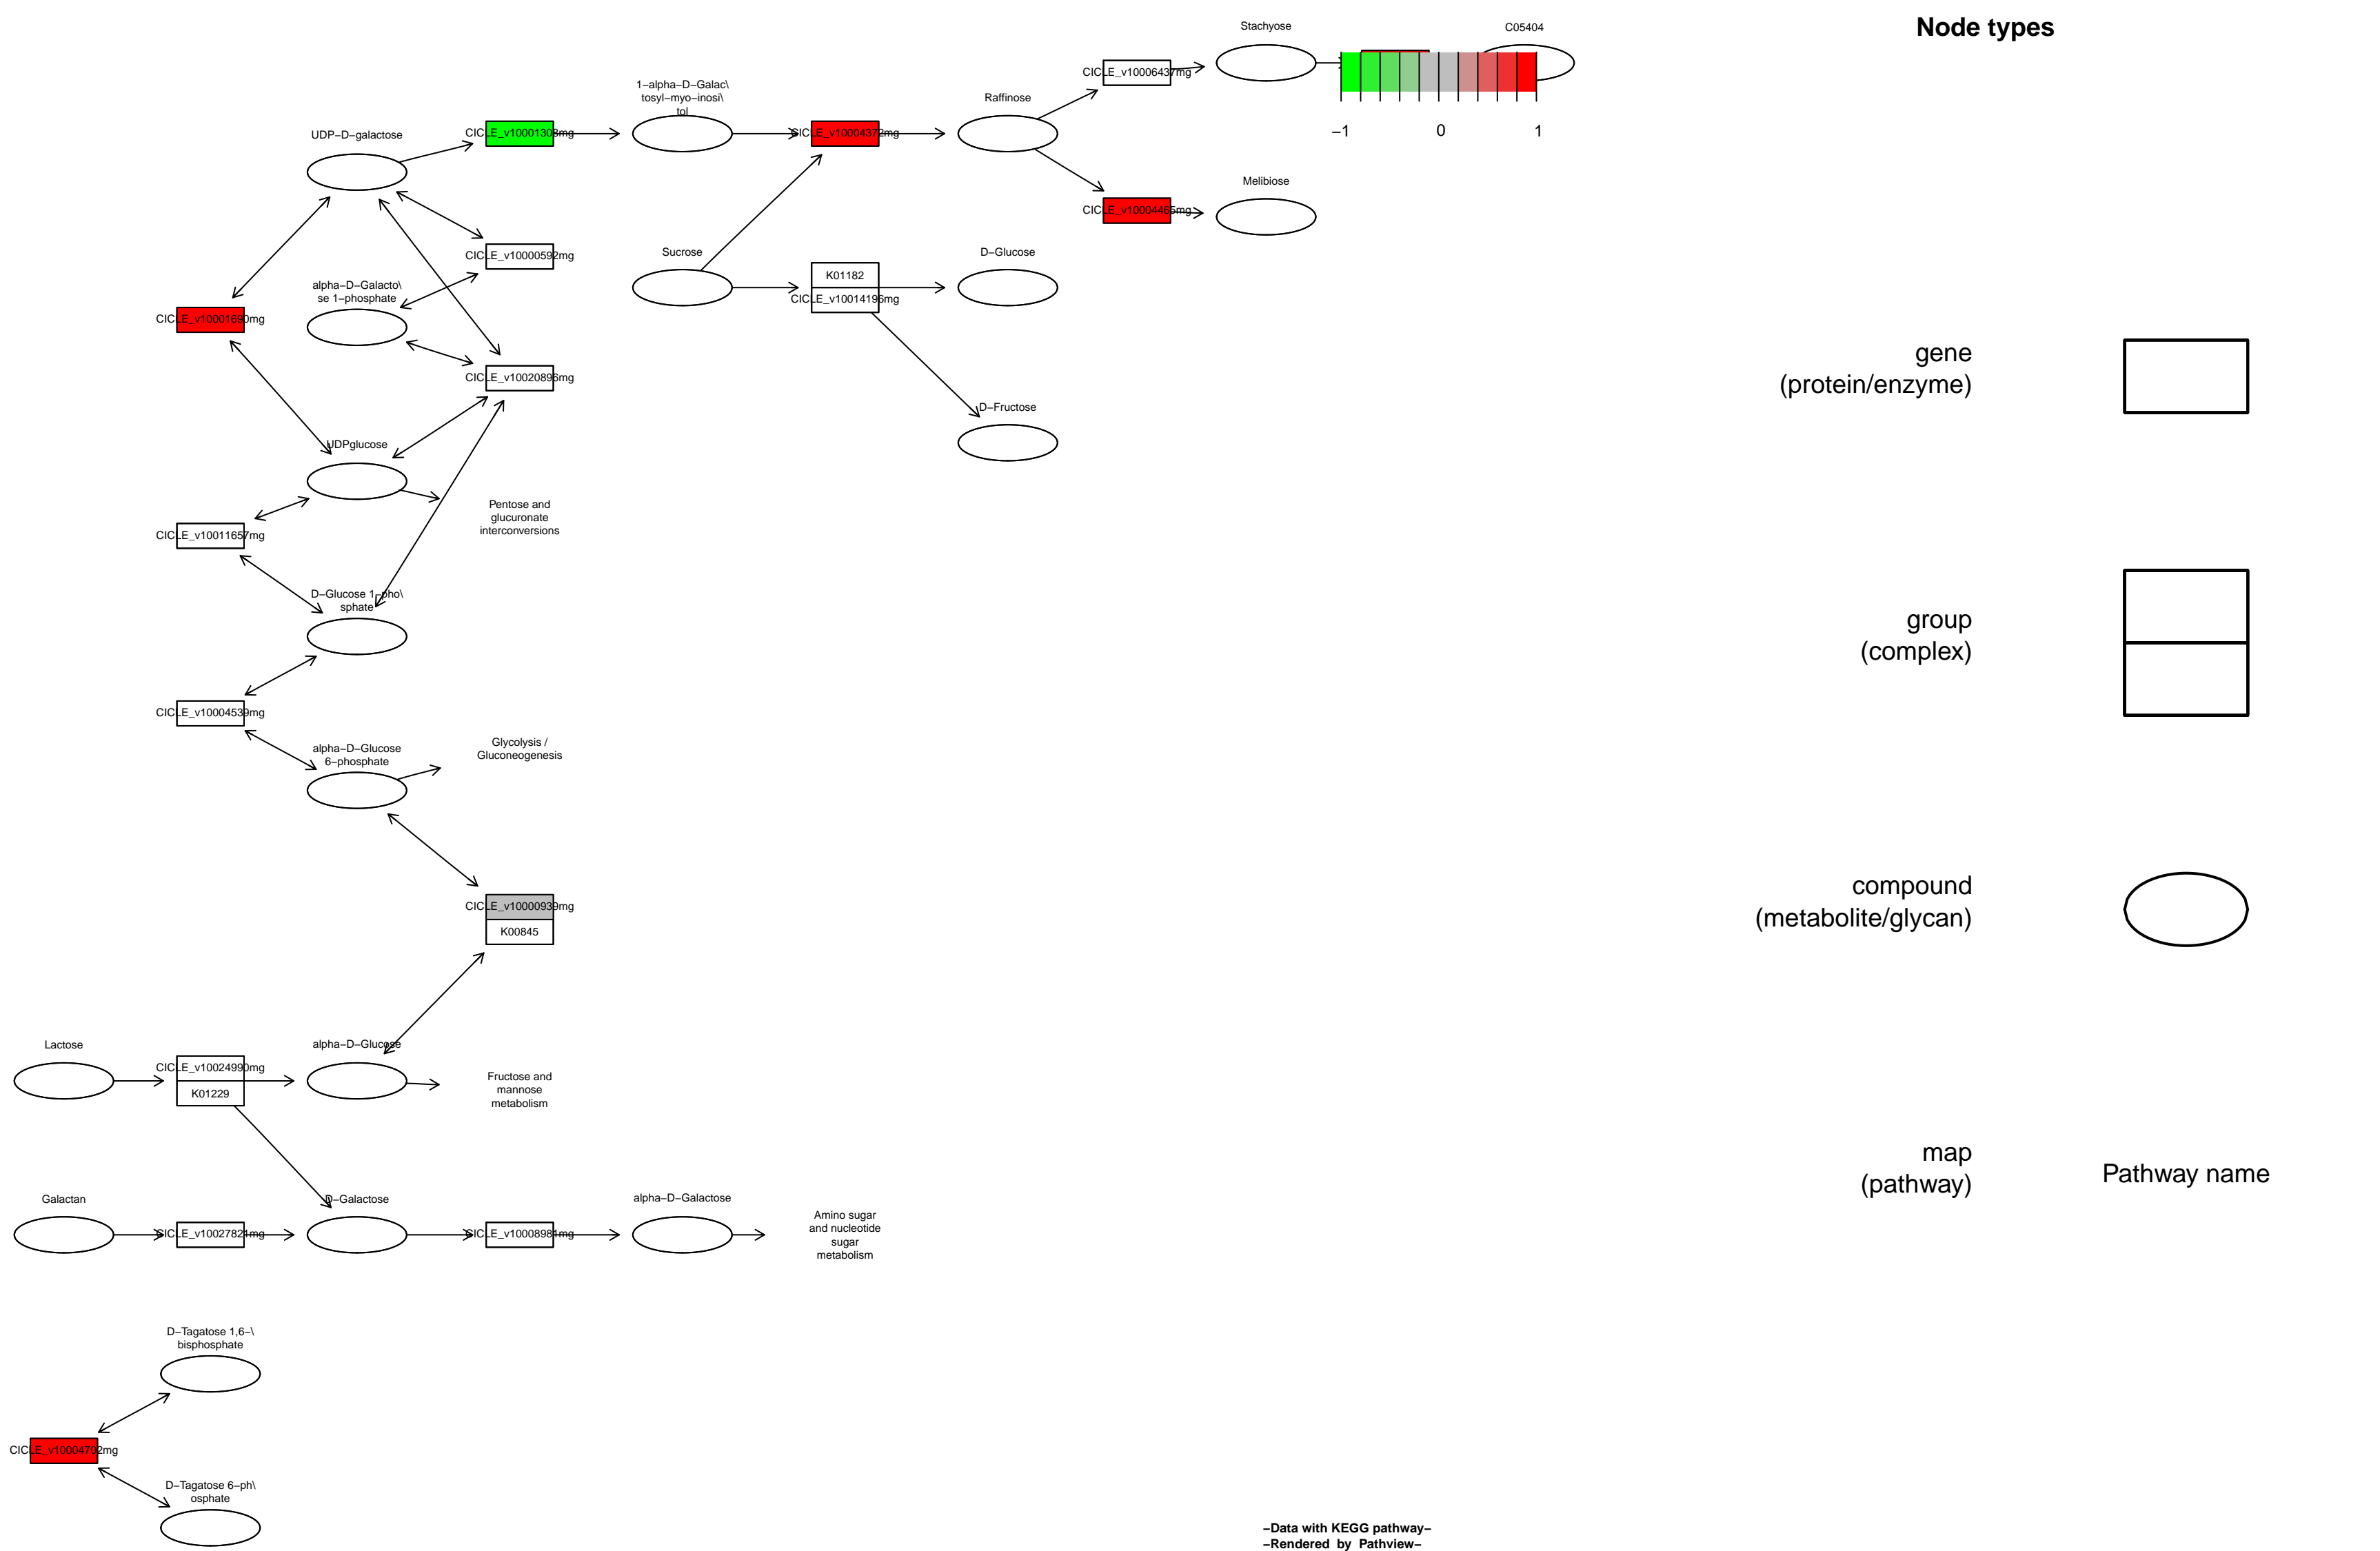 Stachyose
C05404
Node types
CICLE_v10006437mg
1−alpha−D−Galac\
tosyl−myo−inosi\
tol
Raffinose
UDP−D−galactose
CICLE_v10001308mg
CICLE_v10004372mg
−1
0
1
Melibiose
CICLE_v10004465mg
Sucrose
D−Glucose
CICLE_v10000592mg
K01182
CICLE_v10014196mg
alpha−D−Galacto\
se 1−phosphate
CICLE_v10001690mg
gene
(protein/enzyme)
CICLE_v10020896mg
D−Fructose
UDPglucose
Pentose and
glucuronate
interconversions
CICLE_v10011657mg
D−Glucose 1−pho\
sphate
group
(complex)
CICLE_v10004539mg
alpha−D−Glucose
6−phosphate
Glycolysis /
Gluconeogenesis
compound
(metabolite/glycan)
CICLE_v10000939mg
K00845
Lactose
alpha−D−Glucose
CICLE_v10024990mg
K01229
Fructose and
mannose
metabolism
map
(pathway)
Pathway name
Galactan
D−Galactose
alpha−D−Galactose
CICLE_v10027821mg
CICLE_v10008981mg
Amino sugar
and nucleotide
sugar
metabolism
D−Tagatose 1,6−\
bisphosphate
CICLE_v10004702mg
D−Tagatose 6−ph\
osphate
−Data with KEGG pathway−
−Rendered by Pathview−